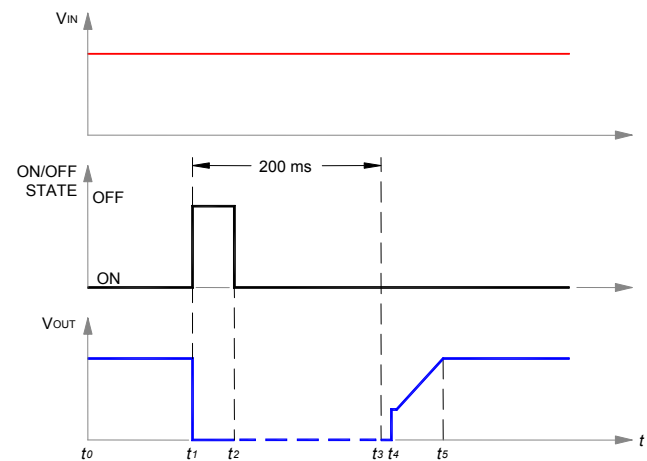 VIN
200 ms
ON/OFF
STATE
OFF
ON
VOUT
t0 t1 t2 t3 t4 t5 t